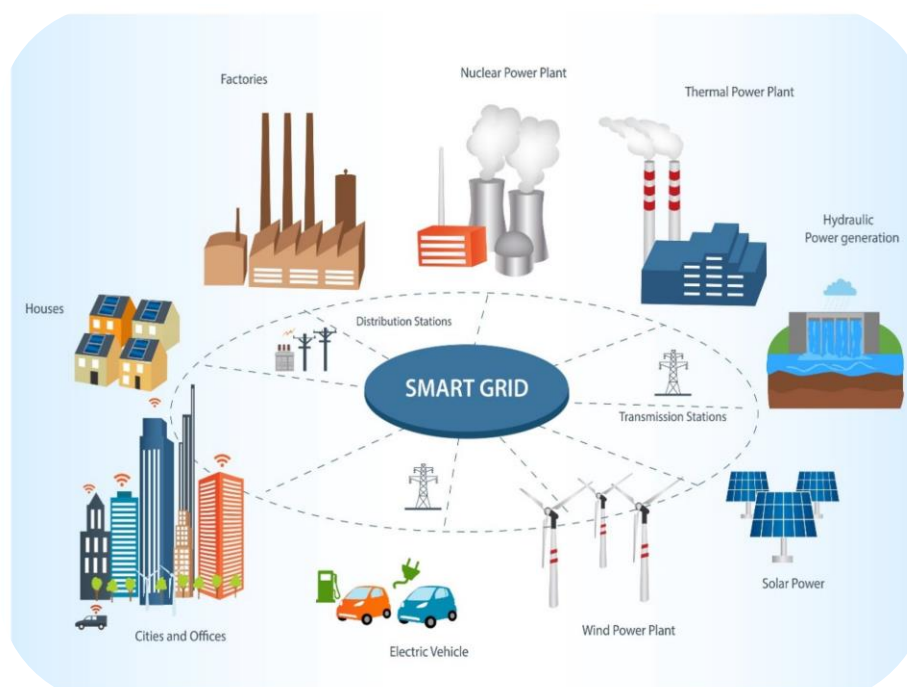 Nuclear Power Plant
Factories
Thermal Power Plant
Hydraulic
Power generation
Houses
Distribution Stations
SMART GRID
Transmission Stations
Solar Power
Wind Power Plant
Cities and Offices
Electric Vehicle